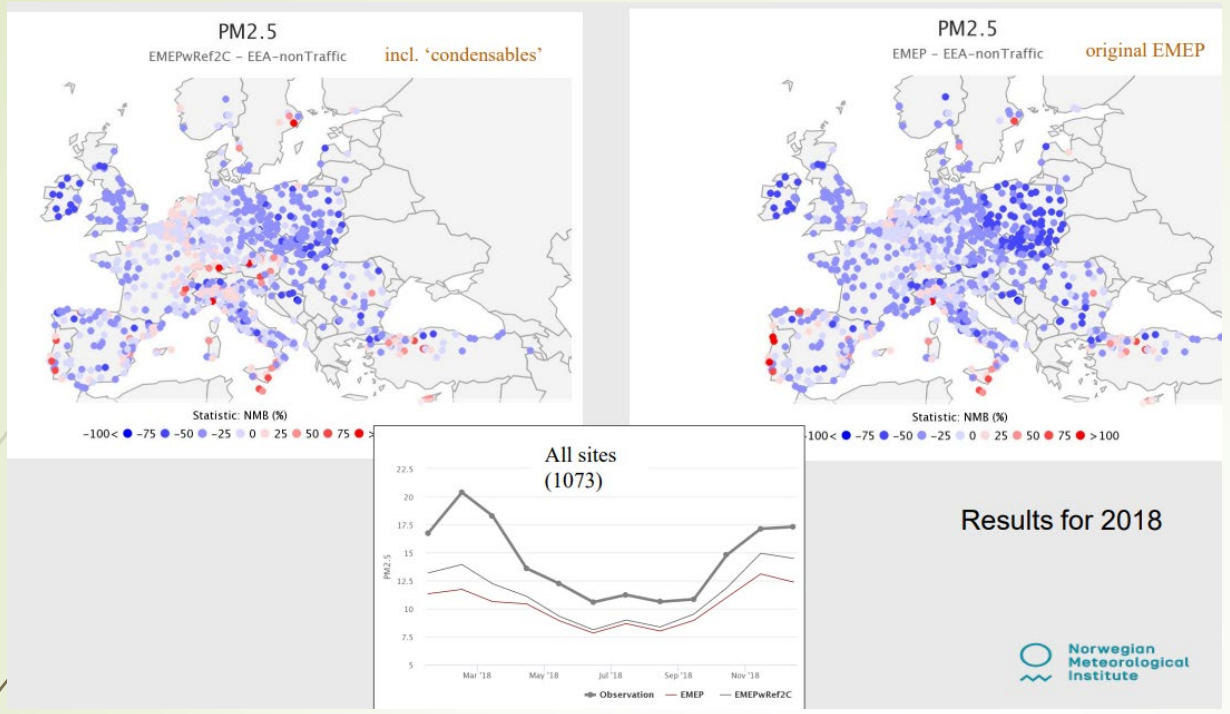 PM2.5
EMEPwRef2C – EEA-nonTraffic
incl. ‘condensables’
Statistic: NMB (%)
-100< -75 -50 -25 0 25 50 75 >
PM2.5
EMEP – EEA-nonTraffic
original EMEP
Statistic: NMB (%)
100< -75 -50 -25 0 25 50 75 >100
All sites
(1073)
PM2.5
22.5
20
17.5
15
12.5
10
7.5
5
Mar '18 May '18 Jul '18 Sep '18 Nov '18
Observation EMEP EMEPwRef2C
Results for 2018
Norwegian
Meteorological
Institute